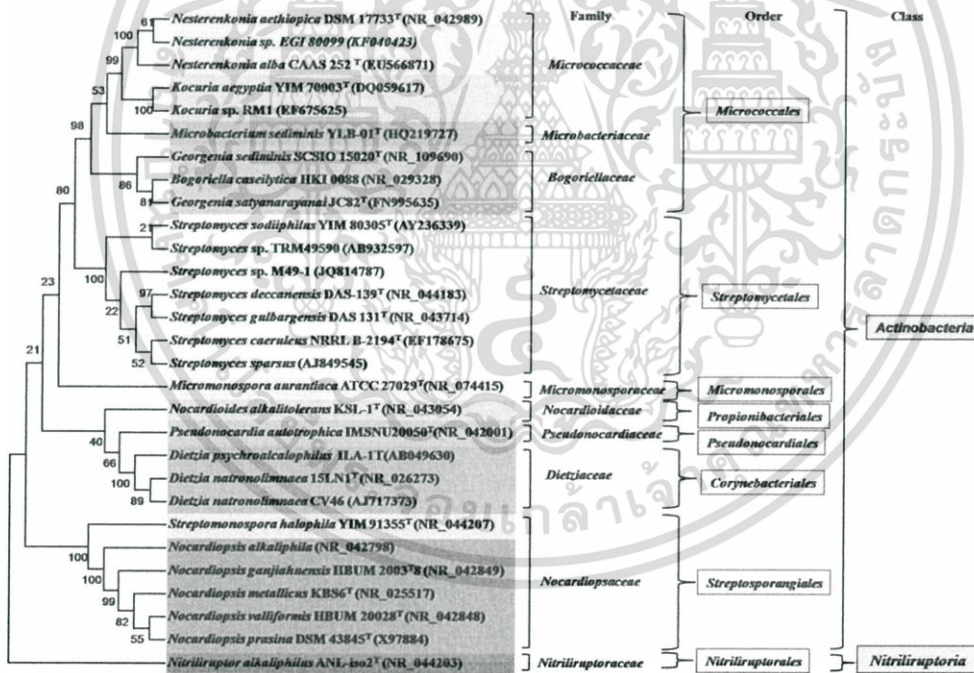 Family Order Class
61 Nesterenkonia aethiopica DSM 17733ᵀ (NR_042989)
100 Nesterenkonia sp. EGI 80099 (KF040423)
99 Nesterenkonia alba CAAS 252 ᵀ (EU566871) Micrococcaceae
53 Kocuria aegyptia YIM 70003ᵀ (DQ059617)
100 Kocuria sp. RM1 (EF675625) Micrococcales
98 Microbacterium sediminis YLB-01ᵀ (HQ219727) Microbacteriaceae
Georgenia sediminis SCSIO 15020ᵀ (NR_109690)
86 Bogoriella caseilytica HKI 0088 (NR_029328) Bogoriellaceae
80 81 Georgenia satyanarayanai JC82ᵀ (FN995635)
21 Streptomyces sodiiphilus YIM 80305ᵀ (AY236339)
Streptomyces sp. TRM49590 (AB932597)
23 100 Streptomyces sp. M49-1 (JQ814787)
97 Streptomyces deccanensis DAS-139ᵀ (NR_044183) Streptomycetaceae Streptomycetales
22 Streptomyces gulbargensis DAS 131ᵀ (NR_043714)
51 Streptomyces caeruleus NRRL B-2194ᵀ (EF178675) Actinobacteria
21 52 Streptomyces sparsus (AJ849545)
Micromonospora aurantiaca ATCC 27029ᵀ (NR_074415) Micromonosporaceae Micromonosporales
Nocardioides alkalitolerans KSL-1ᵀ (NR_043054) Nocardioidaceae Propionibacteriales
40 Pseudonocardia autotrophica IMSNU20050ᵀ (NR_042001) Pseudonocardiaceae Pseudonocardiales
66 Dietzia psychroalcalophilus ILA-1T (AB049630)
100 Dietzia natronolimnaea 15LN1ᵀ (NR_026273) Dietziaceae Corynebacteriales
89 Dietzia natronolimnaea CV46 (AJ717373)
Streptomonospora halophila YIM 91355ᵀ (NR_044207)
100 Nocardiopsis alkaliphila (NR_042798)
100 Nocardiopsis ganjiahuensis HBUM 2003ᵀ8 (NR_042849) Nocardiopsaceae Streptosporangiales
99 Nocardiopsis metallicus KBS6ᵀ (NR_025517)
82 Nocardiopsis valliformis HBUM 20028ᵀ (NR_042848)
55 Nocardiopsis prasina DSM 43845ᵀ (X97884)
Nitriliruptor alkaliphilus ANL-iso2ᵀ (NR_044203) Nitriliruptoraceae Nitriliruptorales Nitriliruptoria